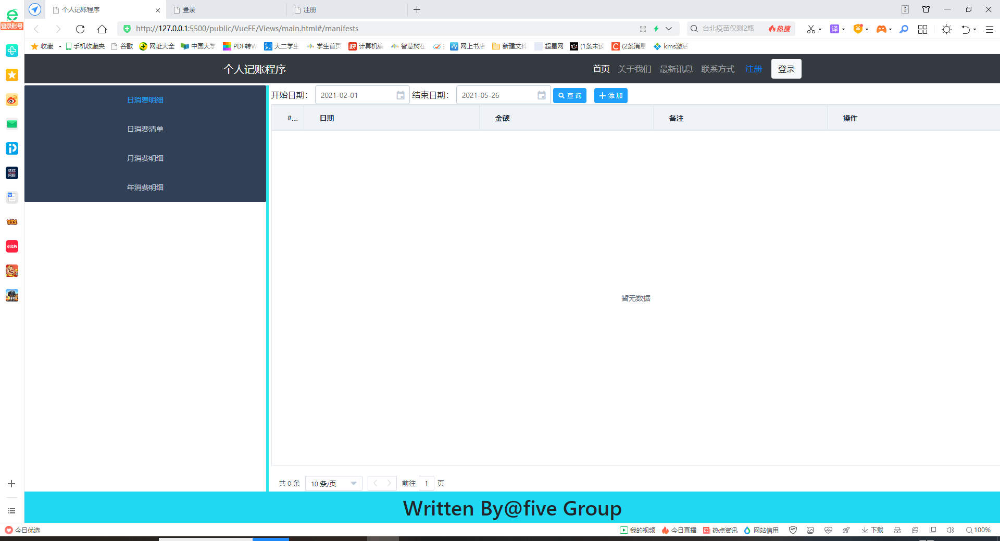 个人记账程序
登录
注册
3
登录账号
http://127.0.0.1:5500/public/VueFE/Views/main.html#/manifests
台北疫苗仅剩2瓶
热搜
译
收藏
手机收藏夹
谷歌
网址大全
中国大学
PDF转W
知 大二学生
学生首页
计算机编
智慧树在
网上书店
新建文件
超星网
(1条未读
(2条消息
kms激活
个人记账程序
首页
关于我们
最新讯息
联系方式
注册
登录
日消费明细
日消费清单
月消费明细
年消费明细
开始日期：
2021-02-01
结束日期：
2021-05-26
查询
添加
#...
日期
金额
备注
操作
暂无数据
共 0 条
10 条/页
前往
1
页
环球
网校
小红书
Written By@five Group
今日优选
我的视频
今日直播
热点资讯
网站信用
下载
100%